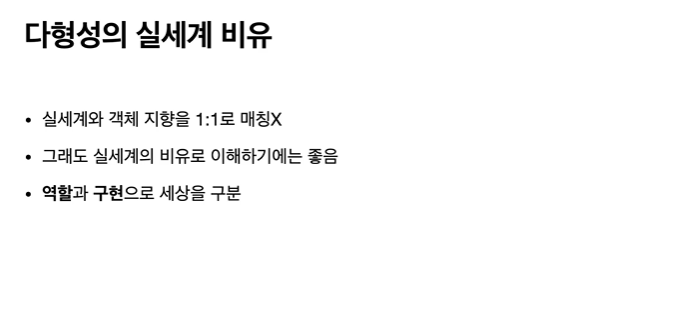 다형성의 실세계 비유
• 실세계와 객체 지향을 1:1로 매칭X
• 그래도 실세계의 비유로 이해하기에는 좋음
• 역할과 구현으로 세상을 구분